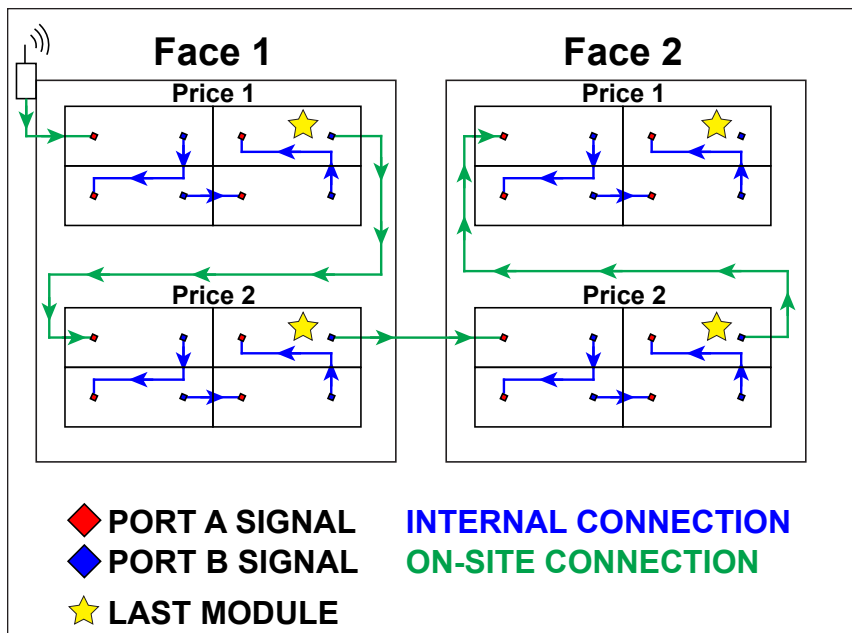 Face 1
Face 2
Price 1
Price 1
Price 2
Price 2
PORT A SIGNAL
INTERNAL CONNECTION
PORT B SIGNAL
ON-SITE CONNECTION
LAST MODULE